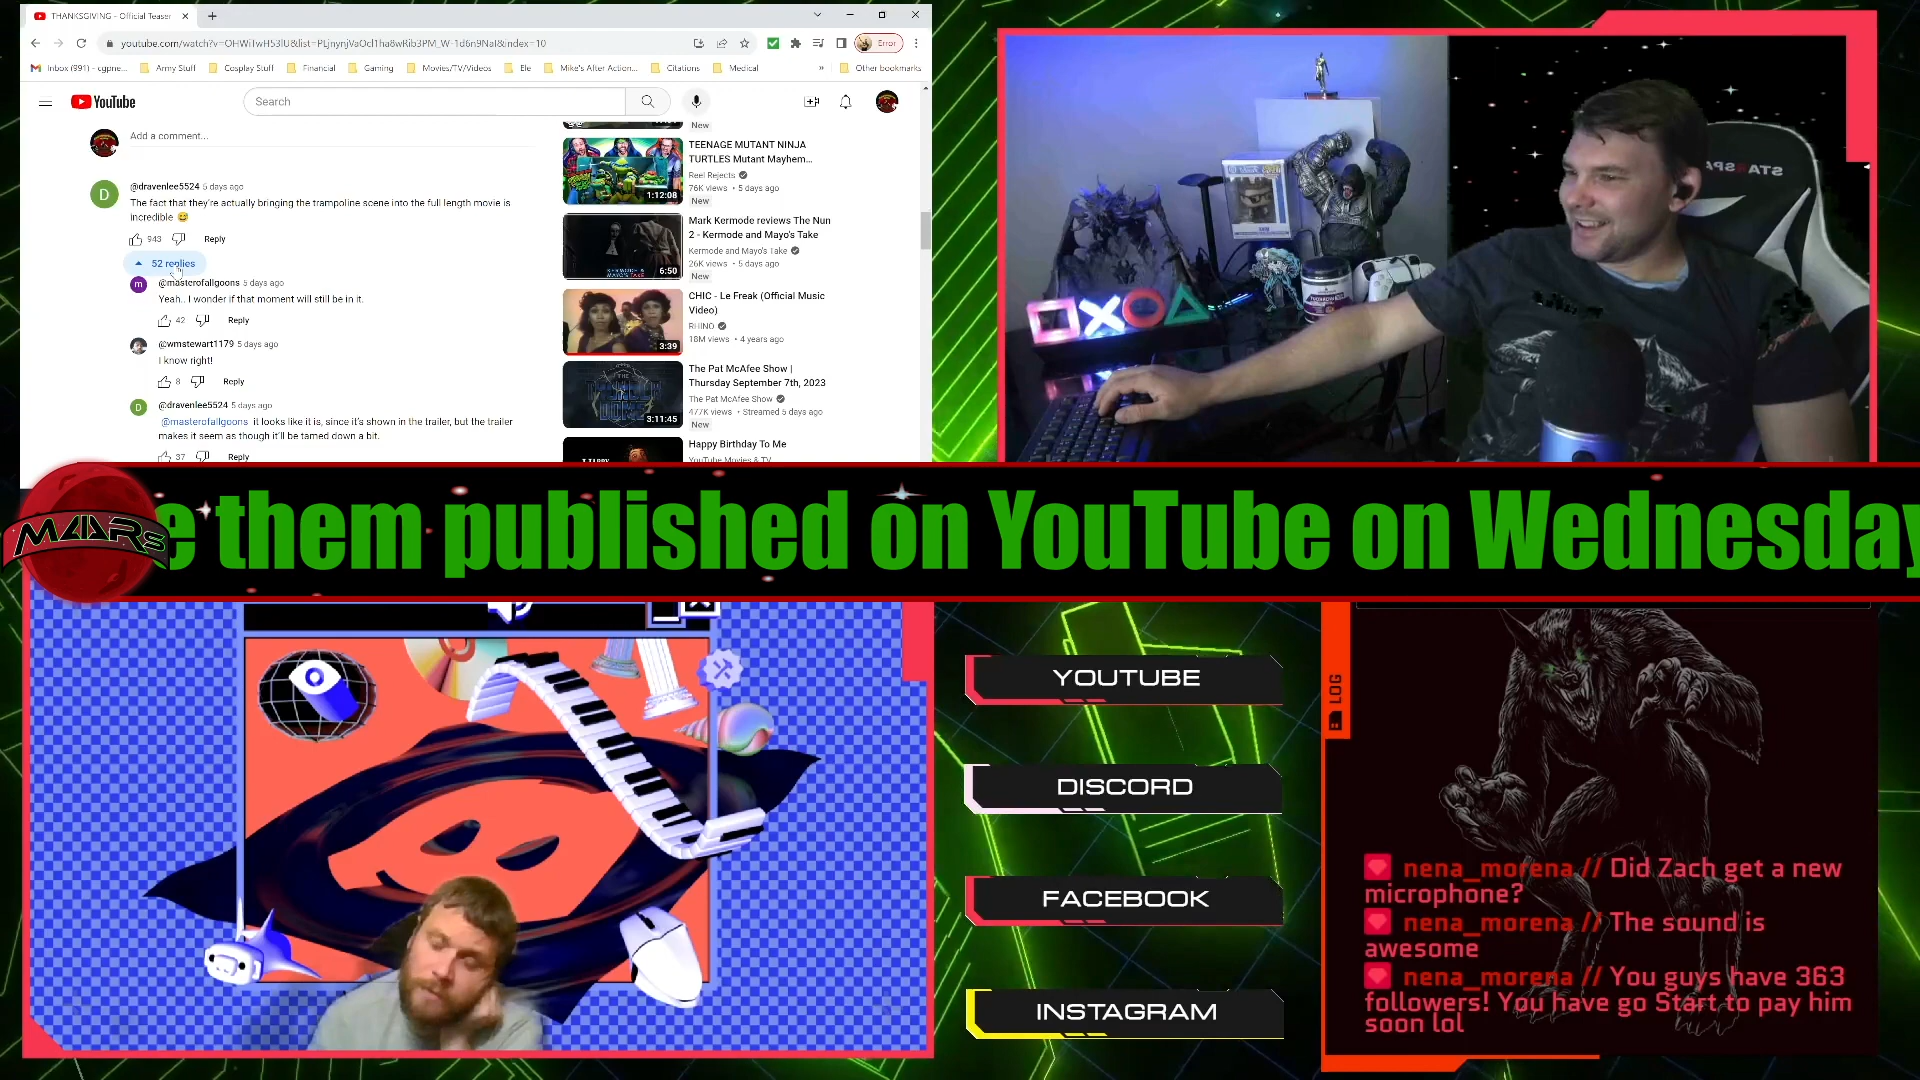 THANKSGIVING - Official Teaser
youtube.com/watch?v=OHWiTwH53lU&list=PLjnynjVaOcl1ha8wRib3PM_W-1d6n9NaI&index=10
Error
Inbox (991) - cgpne...
Army Stuff
Cosplay Stuff
Financial
Gaming
Movies/TV/Videos
Ele
Mike's After Action...
Citations
Medical
»
Other bookmarks
YouTube
Search
Add a comment...
@dravenlee5524 5 days ago
The fact that they're actually bringing the trampoline scene into the full length movie is
incredible 😅
943
Reply
52 replies
@masterofallgoons 5 days ago
Yeah.. I wonder if that moment will still be in it.
42
Reply
@wmstewart1179 5 days ago
I know right!
8
Reply
@dravenlee5524 5 days ago
@masterofallgoons it looks like it is, since it's shown in the trailer, but the trailer
makes it seem as though it'll be tamed down a bit.
37
Reply
New
TEENAGE MUTANT NINJA
TURTLES Mutant Mayhem...
Reel Rejects
76K views • 5 days ago
New
1:12:08
Mark Kermode reviews The Nun
2 - Kermode and Mayo's Take
Kermode and Mayo's Take
26K views • 5 days ago
New
6:50
CHIC - Le Freak (Official Music
Video)
RHINO
18M views • 4 years ago
3:39
The Pat McAfee Show |
Thursday September 7th, 2023
The Pat McAfee Show
477K views • Streamed 5 days ago
New
3:11:45
Happy Birthday To Me
YouTube Movies & TV
MAARs
e them published on YouTube on Wednesday
YOUTUBE
DISCORD
FACEBOOK
INSTAGRAM
LOG
nena_morena // Did Zach get a new
microphone?
nena_morena // The sound is
awesome
nena_morena // You guys have 363
followers! You have go Start to pay him
soon lol